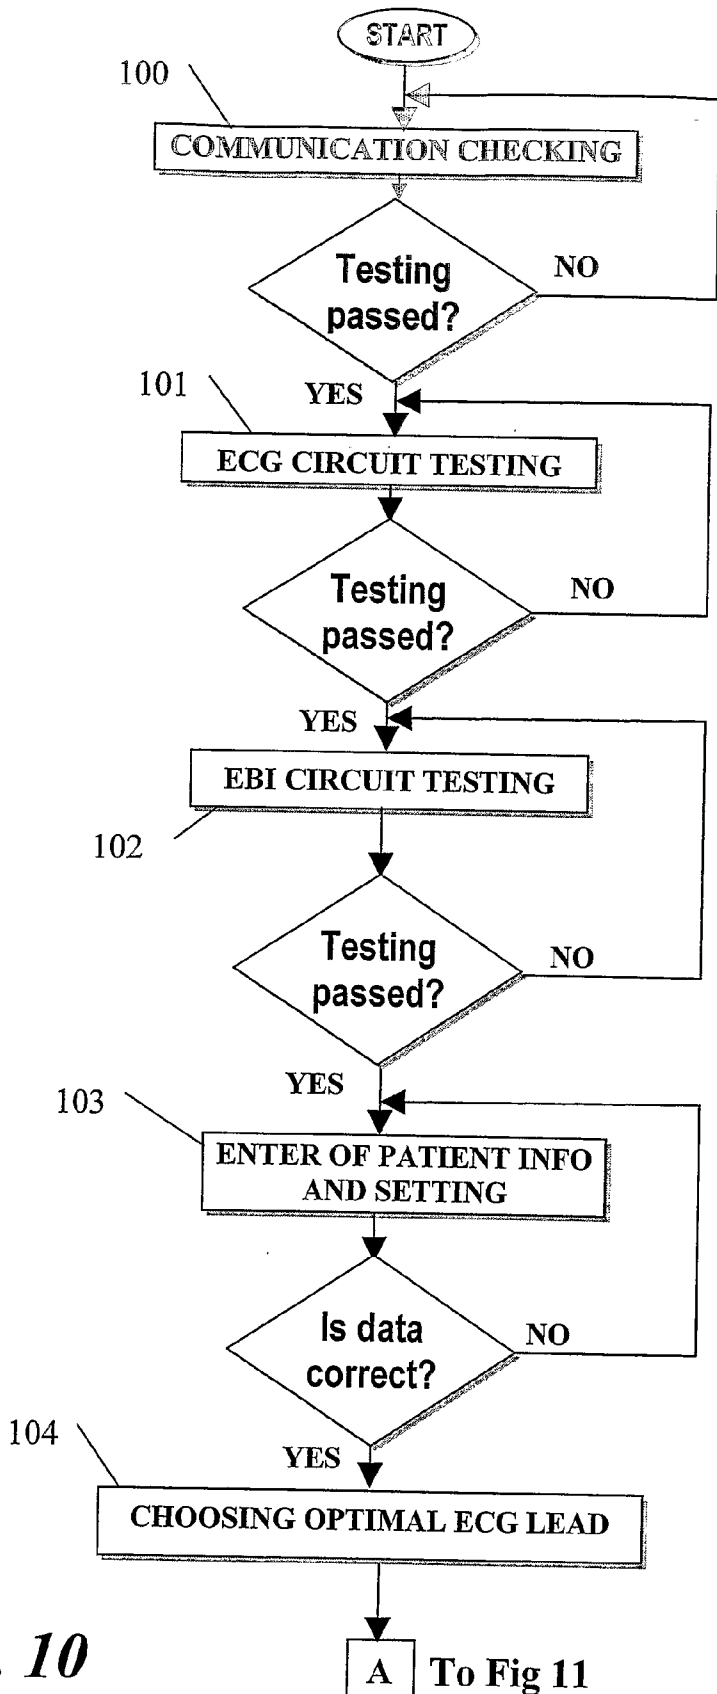 START
100
COMMUNICATION CHECKING
Testing
passed?
NO
YES
101
ECG CIRCUIT TESTING
Testing
passed?
NO
YES
EBI CIRCUIT TESTING
102
Testing
passed?
NO
YES
103
ENTER OF PATIENT INFO
AND SETTING
Is data
correct?
NO
YES
104
CHOOSING OPTIMAL ECG LEAD
. 10
A To Fig 11